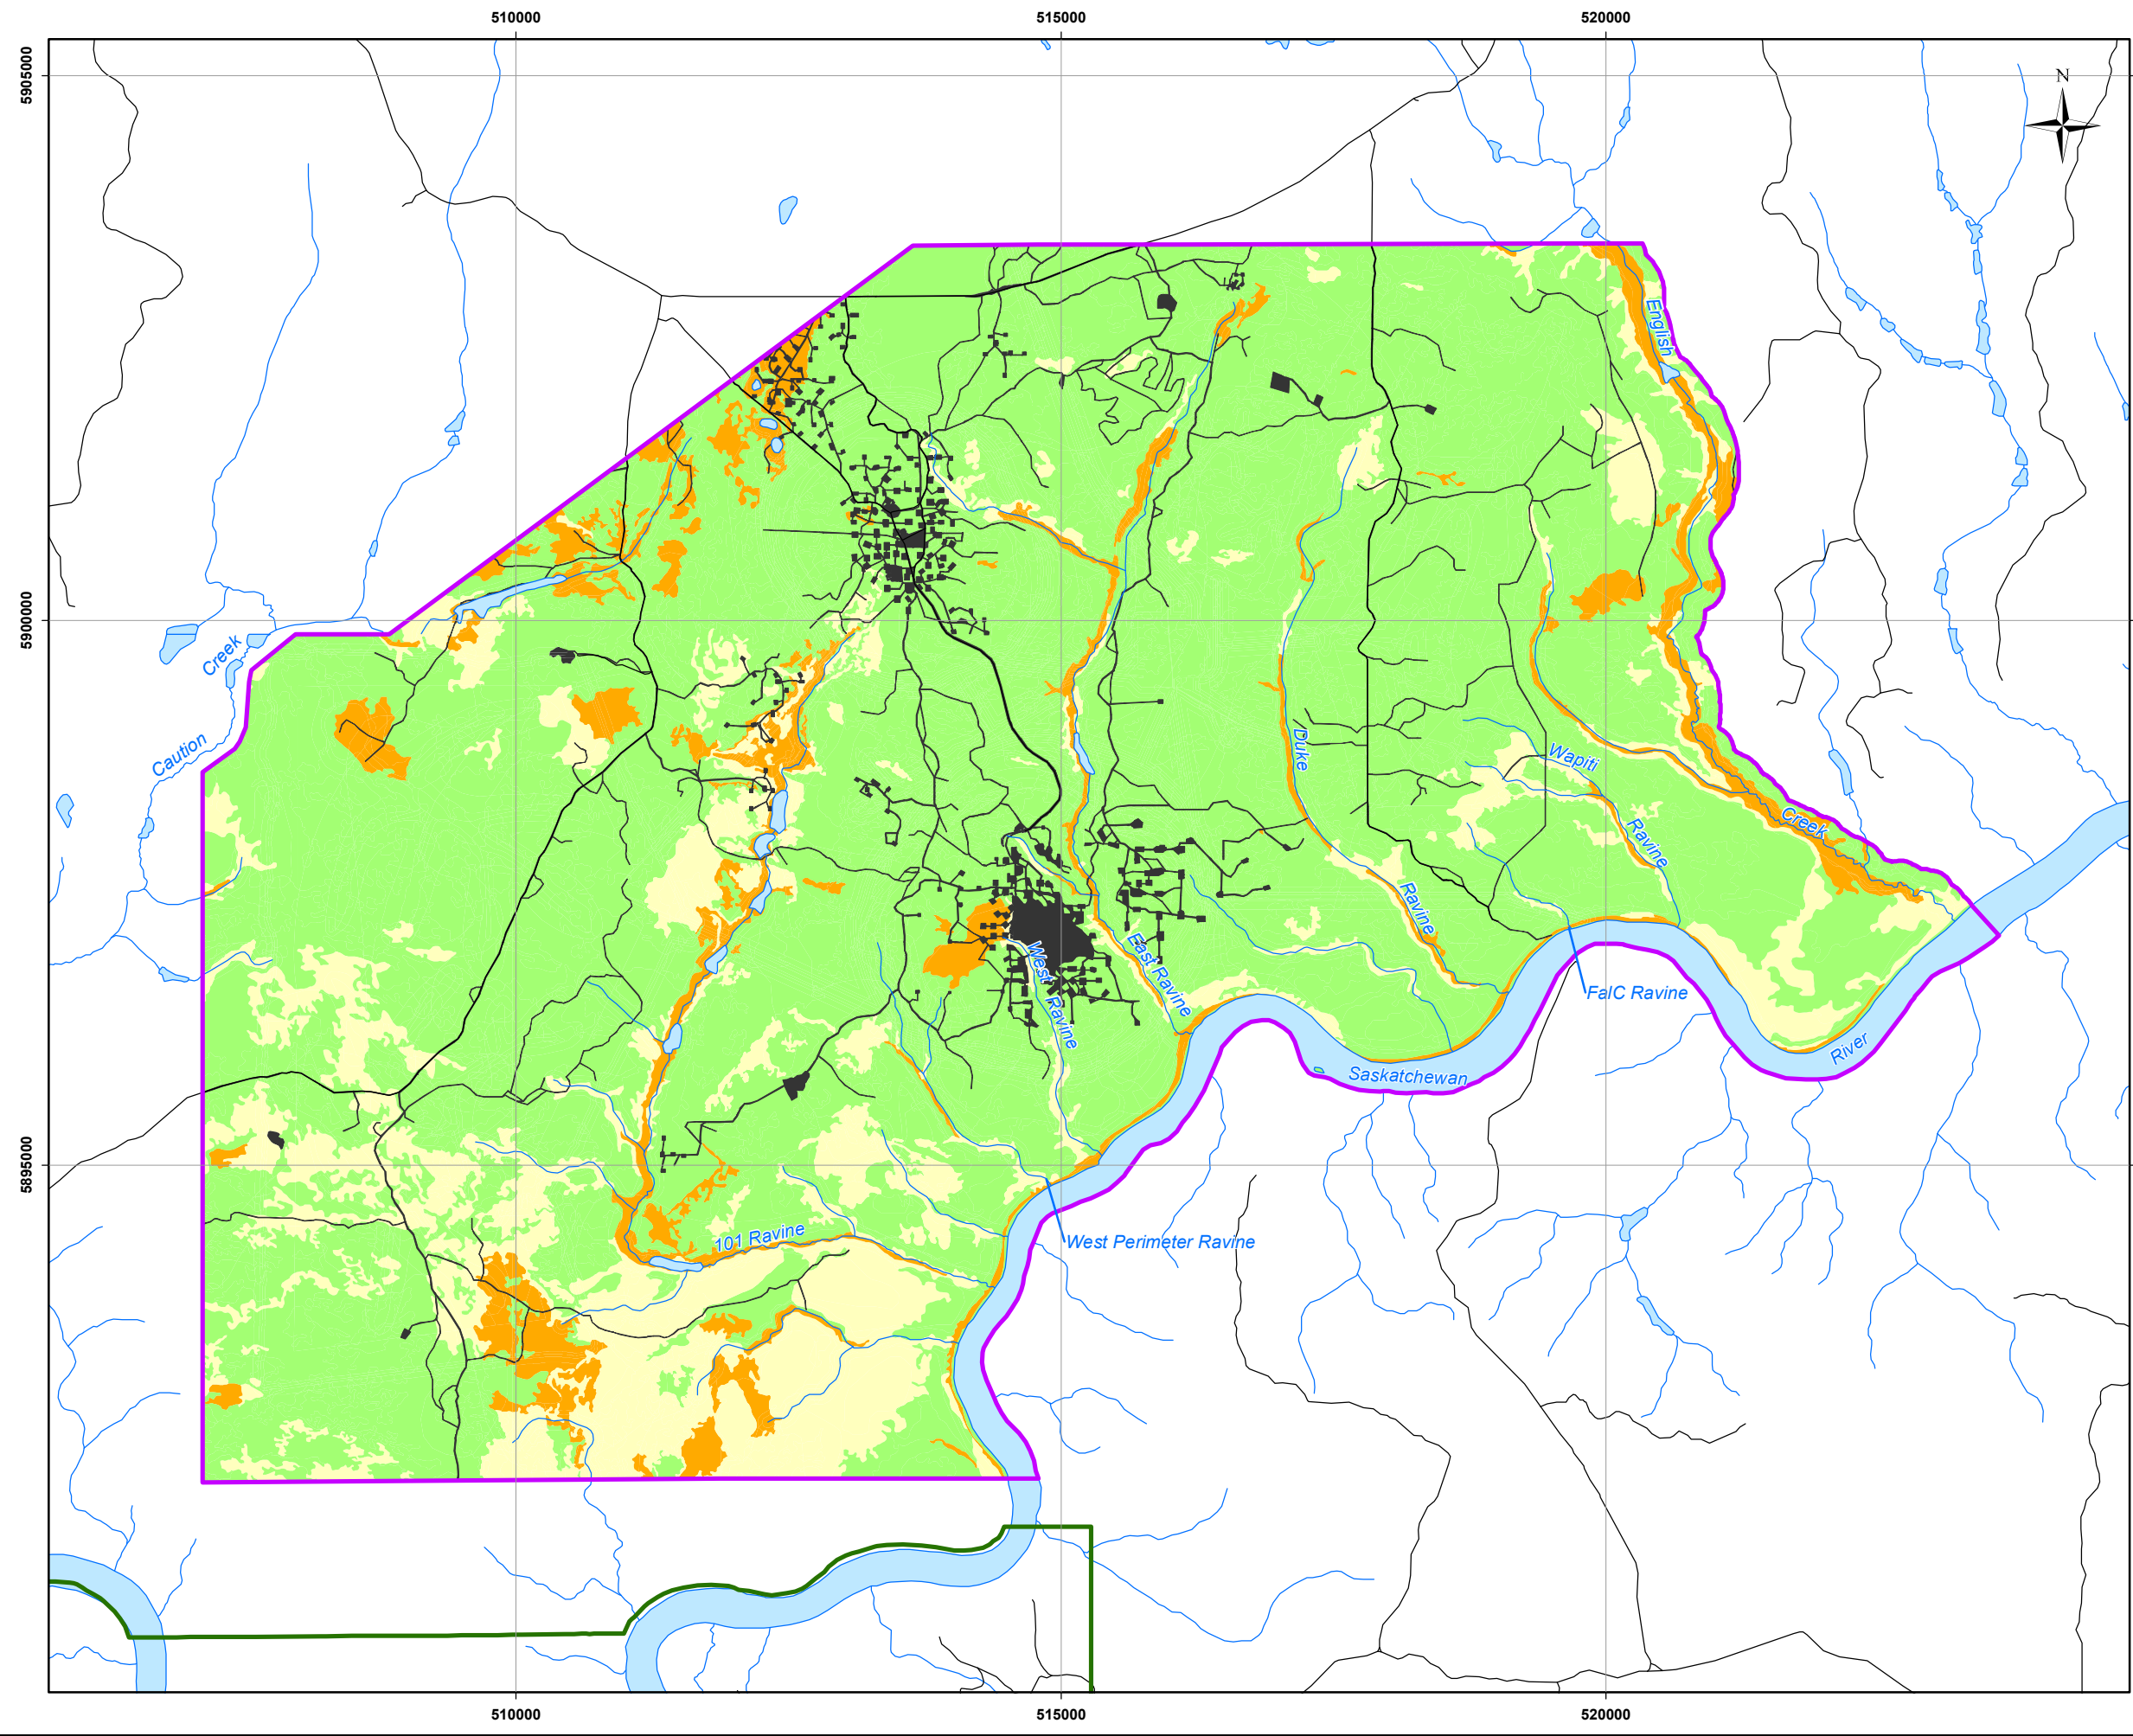 510000 515000 520000
5905000
N
English
5900000
Creek
Caution
Duke
Wapiti
Ravine
Creek
Ravine
East Ravine
West Ravine
FalC Ravine
River
Saskatchewan
5895000
101 Ravine
West Perimeter Ravine
510000 515000 520000